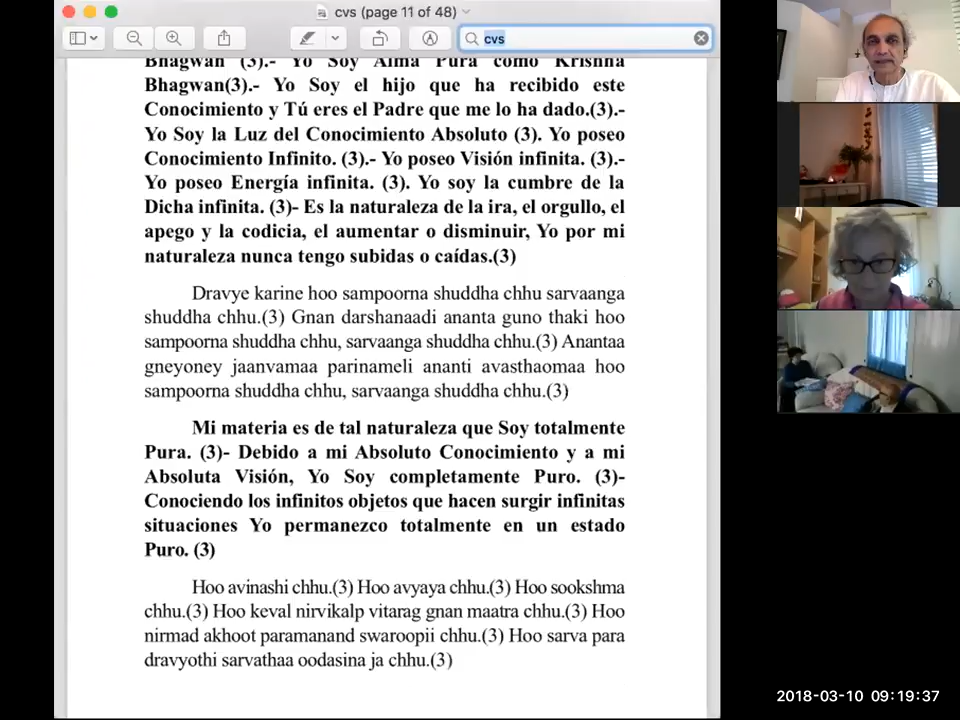 cvs (page 11 of 48)
cvs
Bhagwan (3).- Yo Soy Alma Pura como Krishna
Bhagwan(3).- Yo Soy el hijo que ha recibido este
Conocimiento y Tú eres el Padre que me lo ha dado.(3).-
Yo Soy la Luz del Conocimiento Absoluto (3). Yo poseo
Conocimiento Infinito. (3).- Yo poseo Visión infinita. (3).-
Yo poseo Energía infinita. (3). Yo soy la cumbre de la
Dicha infinita. (3)- Es la naturaleza de la ira, el orgullo, el
apego y la codicia, el aumentar o disminuir, Yo por mi
naturaleza nunca tengo subidas o caídas.(3)
Dravye karine hoo sampoorna shuddha chhu sarvaanga
shuddha chhu.(3) Gnan darshanaadi ananta guno thaki hoo
sampoorna shuddha chhu, sarvaanga shuddha chhu.(3) Anantaa
gneyoney jaanvamaa parinameli ananti avasthaomaa hoo
sampoorna shuddha chhu, sarvaanga shuddha chhu.(3)
Mi materia es de tal naturaleza que Soy totalmente
Pura. (3)- Debido a mi Absoluto Conocimiento y a mi
Absoluta Visión, Yo Soy completamente Puro. (3)-
Conociendo los infinitos objetos que hacen surgir infinitas
situaciones Yo permanezco totalmente en un estado
Puro. (3)
Hoo avinashi chhu.(3) Hoo avyaya chhu.(3) Hoo sookshma
chhu.(3) Hoo keval nirvikalp vitarag gnan maatra chhu.(3) Hoo
nirmad akhoot paramanand swaroopii chhu.(3) Hoo sarva para
dravyothi sarvathaa oodasina ja chhu.(3)
2018-03-10 09:19:37